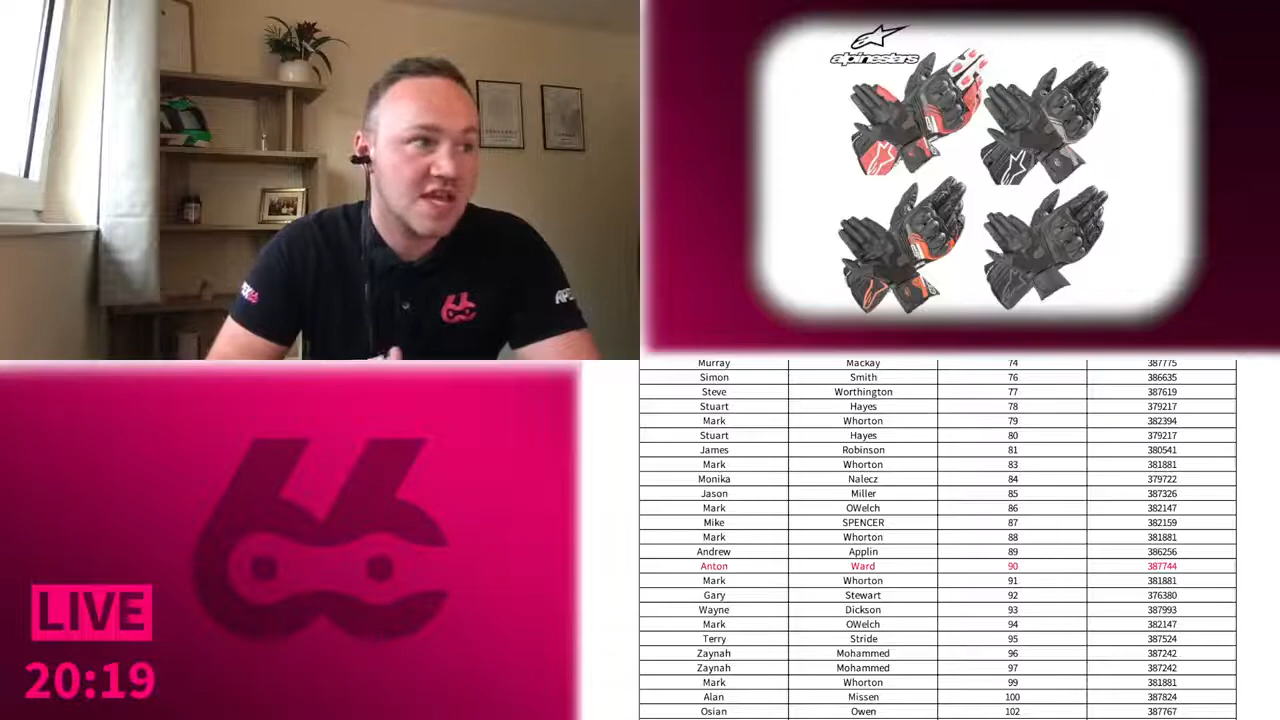 alpinestars
66
LIVE
20:19
Murray Mackay 74 387775
Simon Smith 76 386635
Steve Worthington 77 387619
Stuart Hayes 78 379217
Mark Whorton 79 382394
Stuart Hayes 80 379217
James Robinson 81 380541
Mark Whorton 83 381881
Monika Nalecz 84 379722
Jason Miller 85 387326
Mark OWelch 86 382147
Mike SPENCER 87 382159
Mark Whorton 88 381881
Andrew Applin 89 386256
Anton Ward 90 387744
Mark Whorton 91 381881
Gary Stewart 92 376380
Wayne Dickson 93 387993
Mark OWelch 94 382147
Terry Stride 95 387524
Zaynah Mohammed 96 387242
Zaynah Mohammed 97 387242
Mark Whorton 99 381881
Alan Missen 100 387824
Osian Owen 102 387767